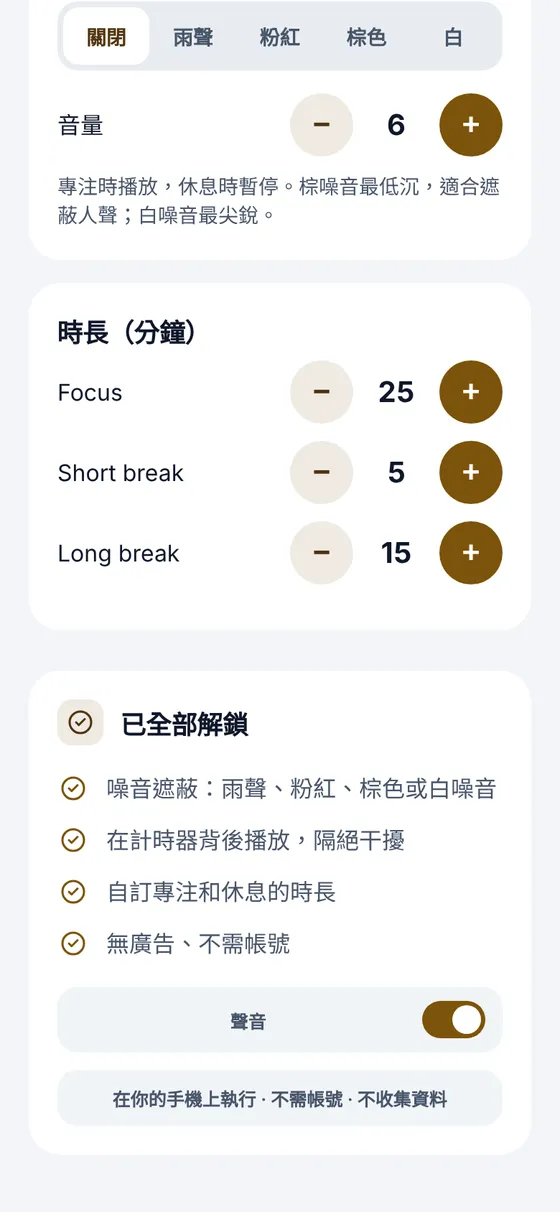 關閉 雨聲 粉紅 棕色 白
音量 − 6 +
專注時播放，休息時暫停。棕噪音最低沉，適合遮
蔽人聲；白噪音最尖銳。
時長（分鐘）
Focus − 25 +
Short break − 5 +
Long break − 15 +
已全部解鎖
噪音遮蔽：雨聲、粉紅、棕色或白噪音
在計時器背後播放，隔絕干擾
自訂專注和休息的時長
無廣告、不需帳號
聲音
在你的手機上執行 · 不需帳號 · 不收集資料